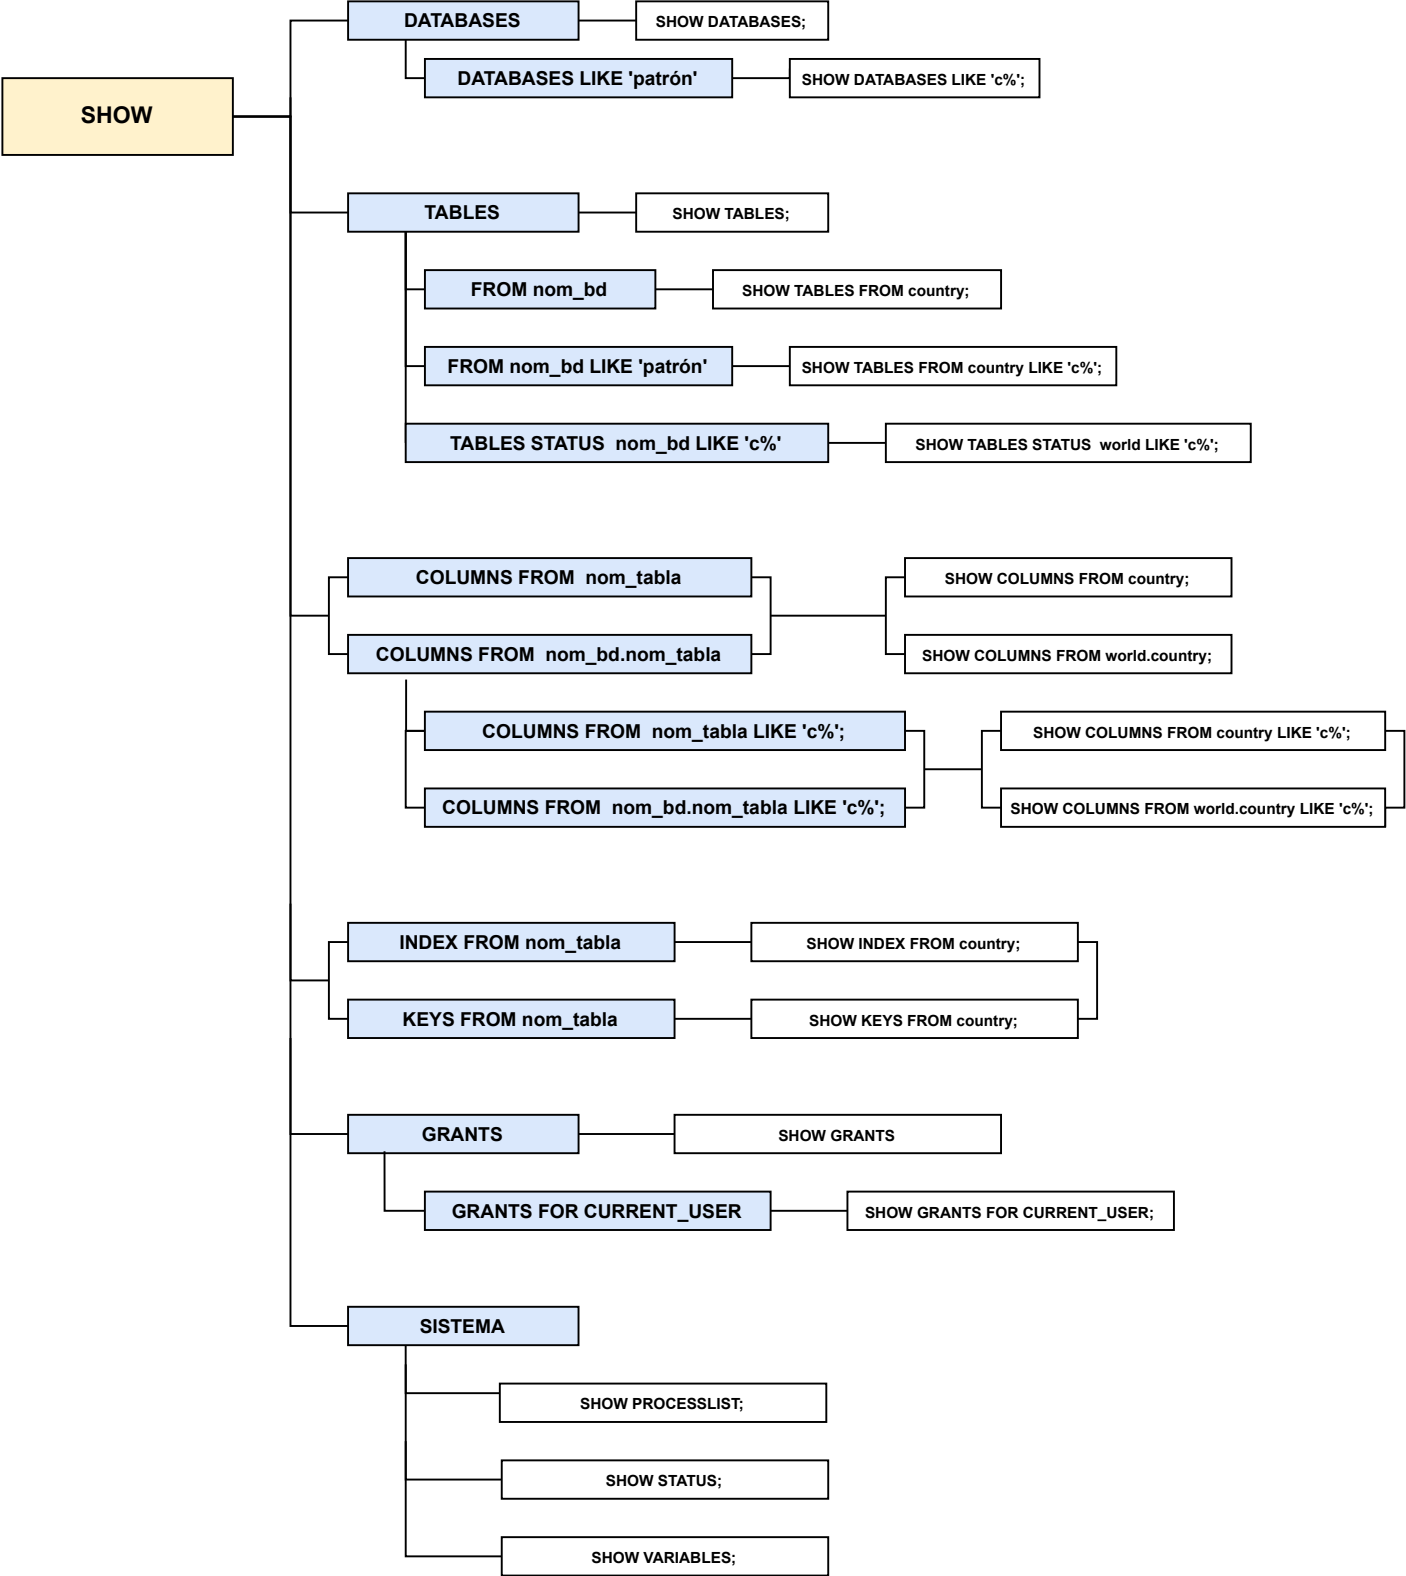 DATABASES
SHOW DATABASES;
DATABASES LIKE 'patrón'
SHOW DATABASES LIKE 'c%';
SHOW
TABLES
SHOW TABLES;
FROM nom_bd
SHOW TABLES FROM country;
FROM nom_bd LIKE 'patrón'
SHOW TABLES FROM country LIKE 'c%';
TABLES STATUS  nom_bd LIKE 'c%'
SHOW TABLES STATUS  world LIKE 'c%';
COLUMNS FROM  nom_tabla
SHOW COLUMNS FROM country;
COLUMNS FROM  nom_bd.nom_tabla
SHOW COLUMNS FROM world.country;
COLUMNS FROM  nom_tabla LIKE 'c%';
SHOW COLUMNS FROM country LIKE 'c%';
COLUMNS FROM  nom_bd.nom_tabla LIKE 'c%';
SHOW COLUMNS FROM world.country LIKE 'c%';
INDEX FROM nom_tabla
SHOW INDEX FROM country;
KEYS FROM nom_tabla
SHOW KEYS FROM country;
GRANTS
SHOW GRANTS
GRANTS FOR CURRENT_USER
SHOW GRANTS FOR CURRENT_USER;
SISTEMA
SHOW PROCESSLIST;
SHOW STATUS;
SHOW VARIABLES;